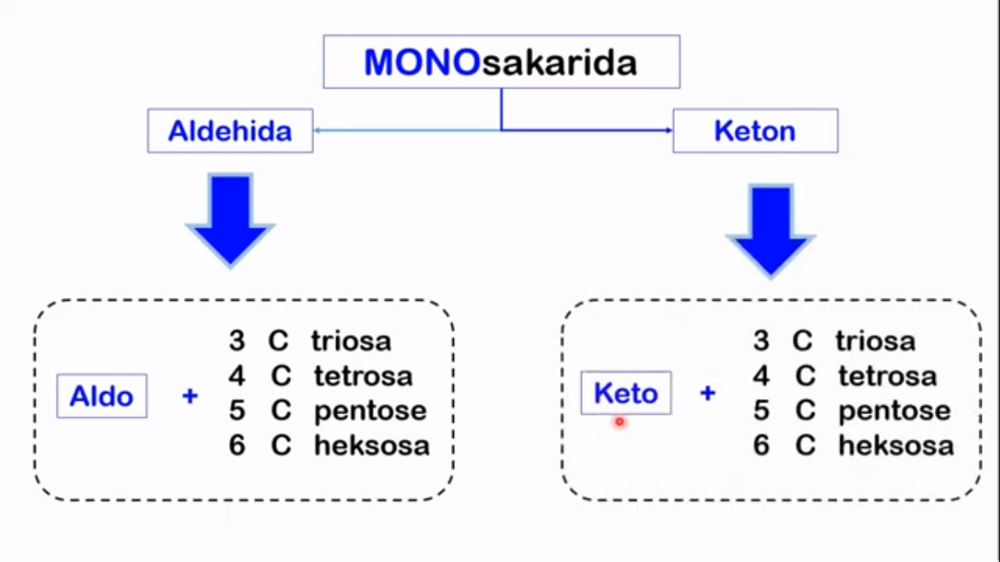 MONOsakarida
Aldehida
Keton
Aldo
+
3 C triosa
4 C tetrosa
5 C pentose
6 C heksosa
Keto
+
3 C triosa
4 C tetrosa
5 C pentose
6 C heksosa